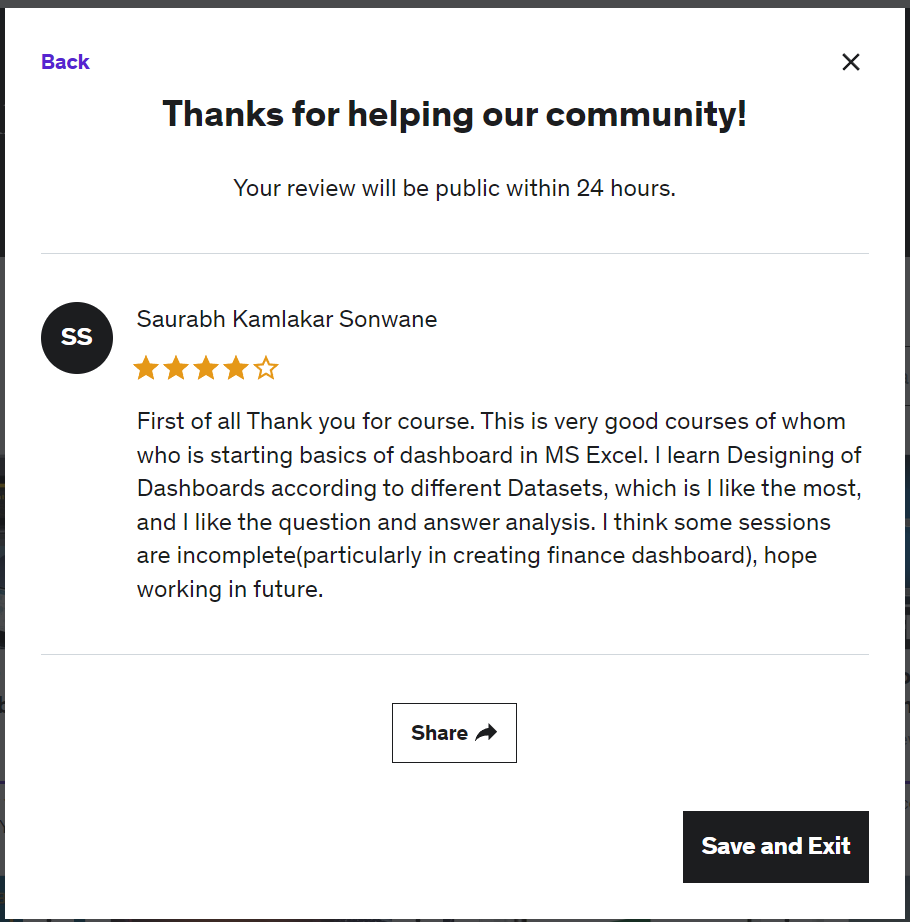 Back
Thanks for helping our community!
Your review will be public within 24 hours.
SS
Saurabh Kamlakar Sonwane
First of all Thank you for course. This is very good courses of whom
who is starting basics of dashboard in MS Excel. I learn Designing of
Dashboards according to different Datasets, which is I like the most,
and I like the question and answer analysis. I think some sessions
are incomplete(particularly in creating finance dashboard), hope
working in future.
Share
Save and Exit